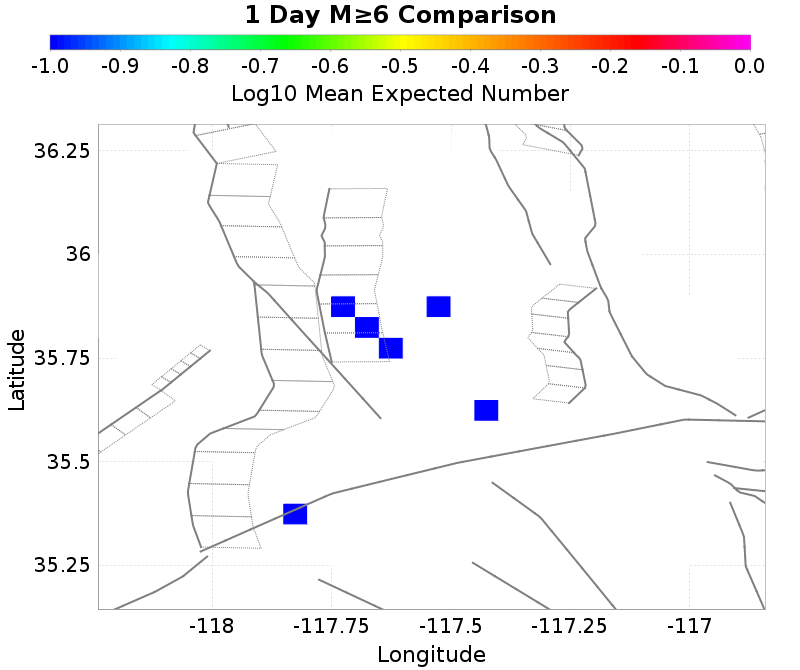 1 Day M≥6 Comparison
-1.0 -0.9 -0.8 -0.7 -0.6 -0.5 -0.4 -0.3 -0.2 -0.1 0.0
Log10 Mean Expected Number
36.25
36
35.75
35.5
35.25
Latitude
-118 -117.75 -117.5 -117.25 -117
Longitude